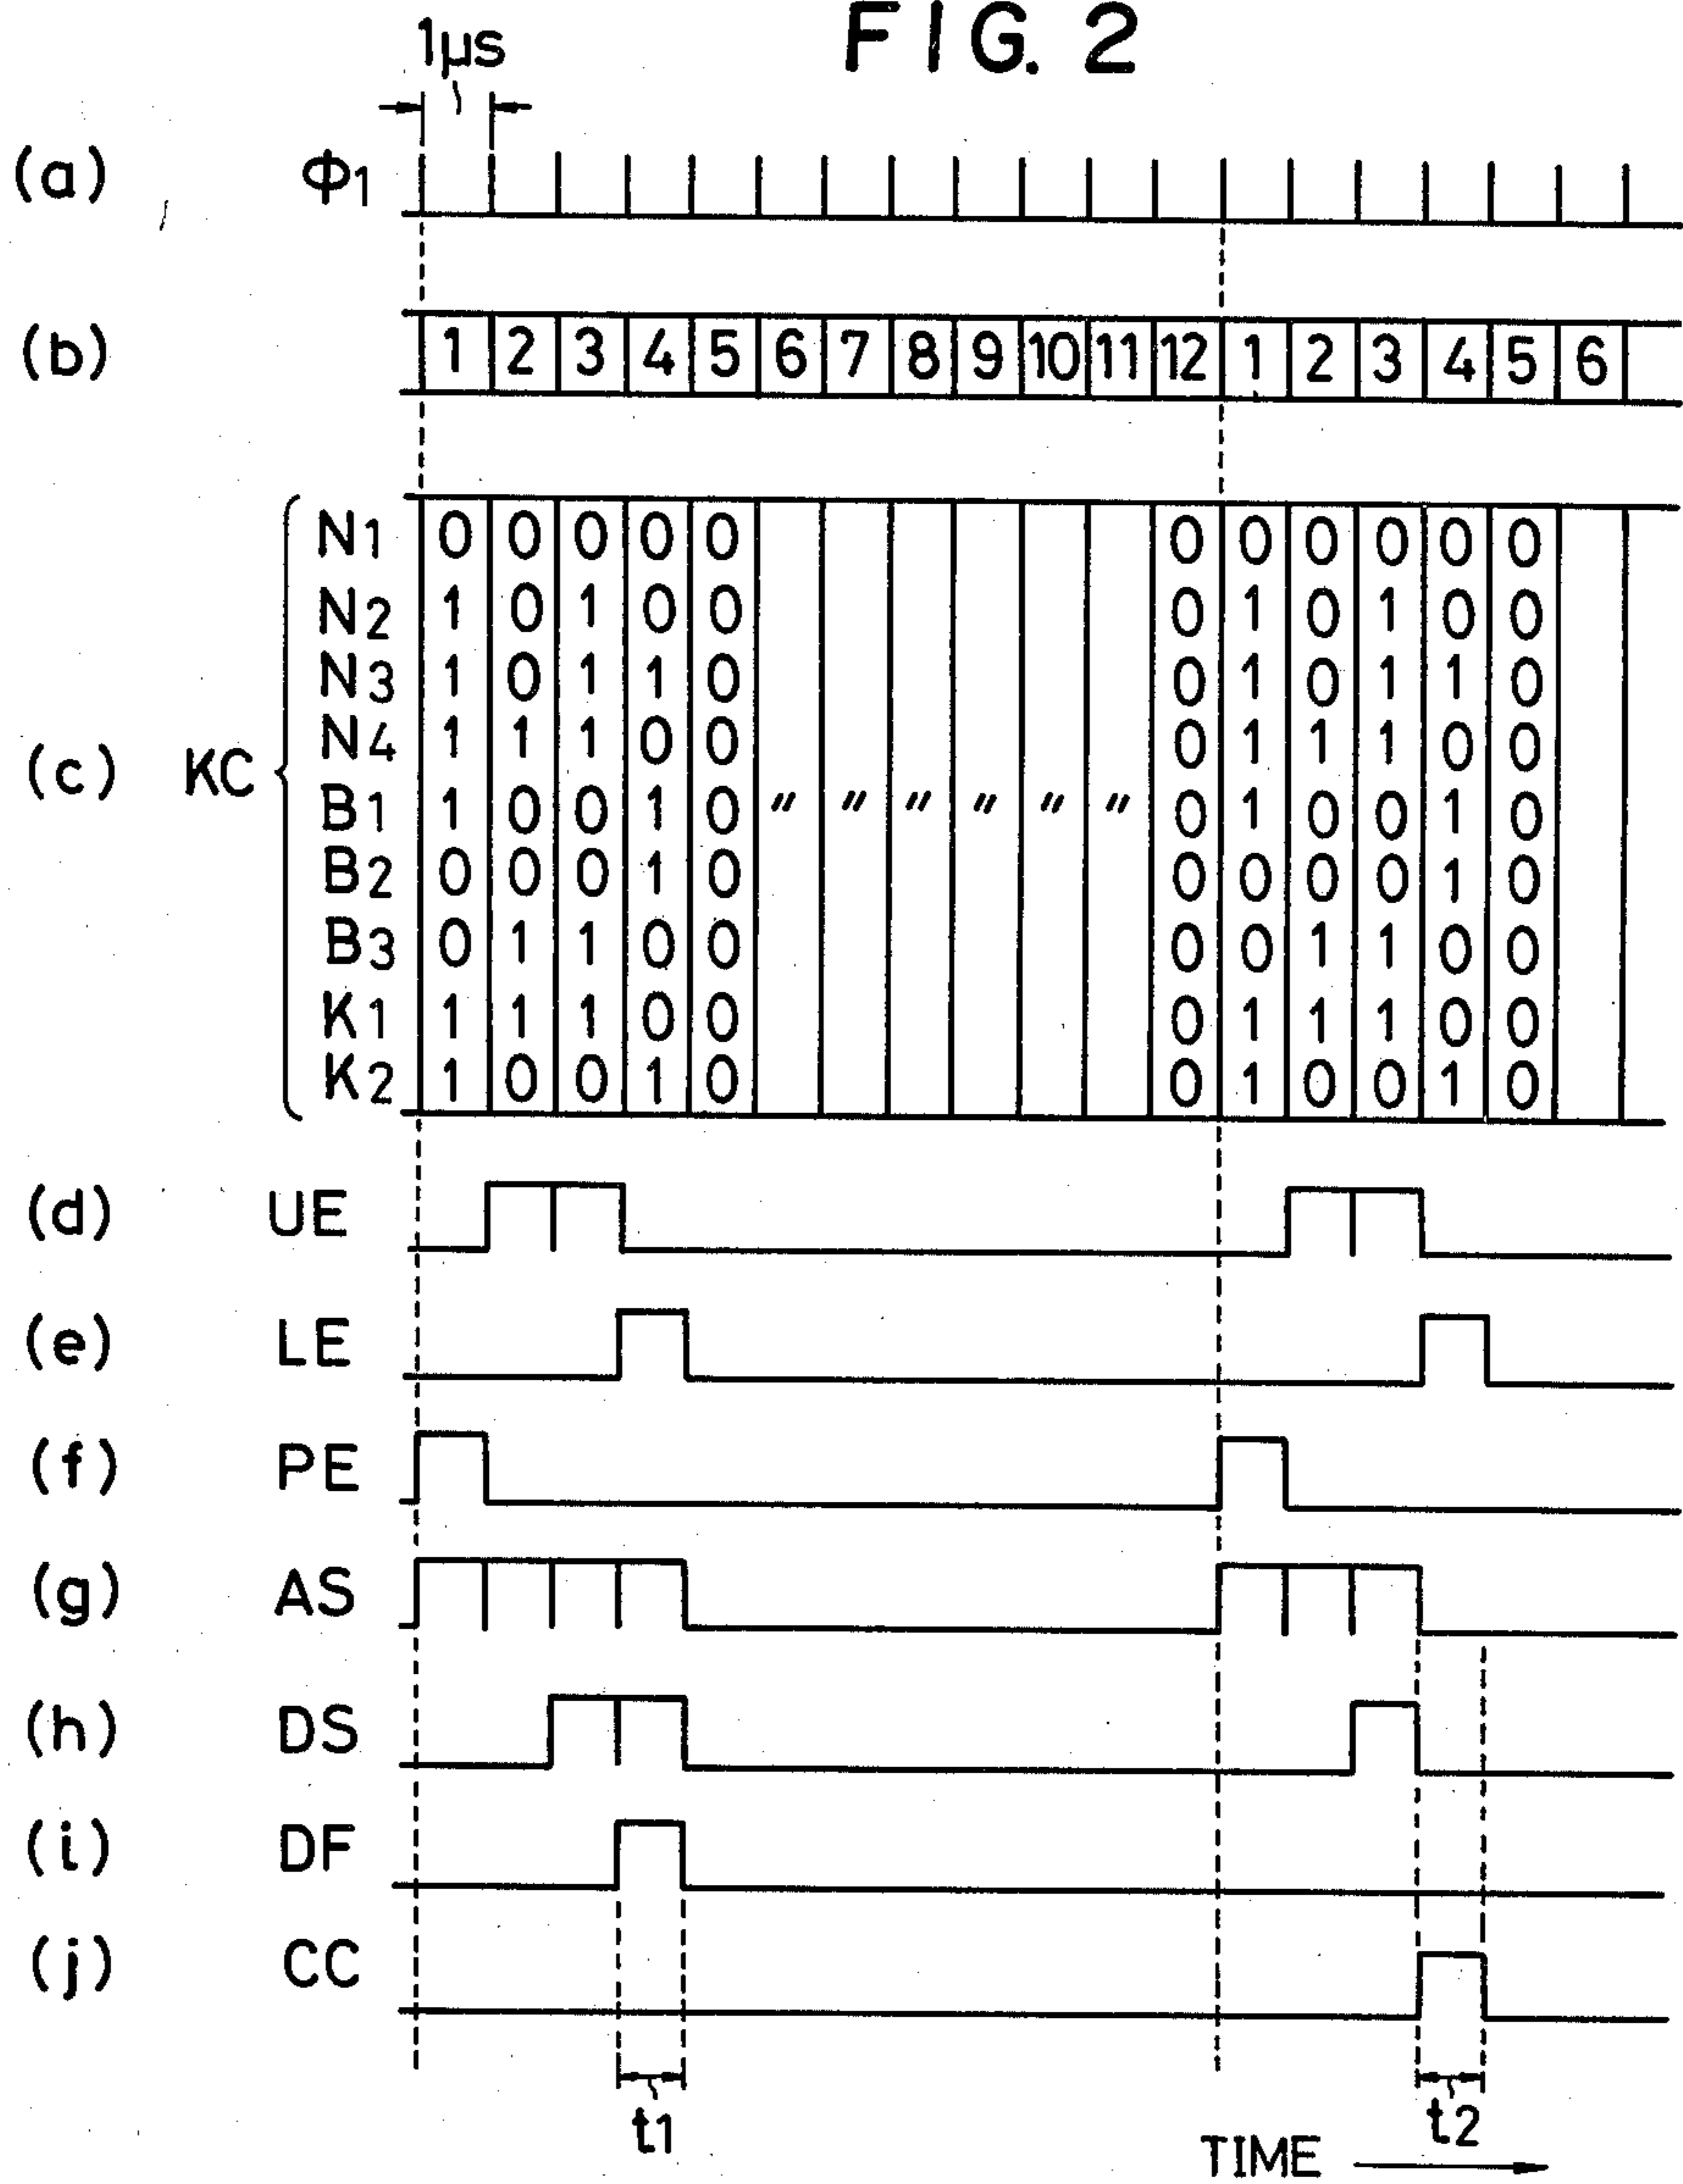 FIG. 2
1μs
(a) Φ1
(b) 1 2 3 4 5 6 7 8 9 10 11 12 1 2 3 4 5 6
(c) KC
N1 0 0 0 0 0 0 0 0 0 0 0
N2 1 0 1 0 0 0 1 0 1 0 0
N3 1 0 1 1 0 0 1 0 1 1 0
N4 1 1 1 0 0 0 1 1 1 0 0
B1 1 0 0 1 0 〃 〃 〃 〃 〃 〃 0 1 0 0 1 0
B2 0 0 0 1 0 0 0 0 0 1 0
B3 0 1 1 0 0 0 0 1 1 0 0
K1 1 1 1 0 0 0 1 1 1 0 0
K2 1 0 0 1 0 0 1 0 0 1 0
(d) UE
(e) LE
(f) PE
(g) AS
(h) DS
(i) DF
(j) CC
t1 t2
TIME